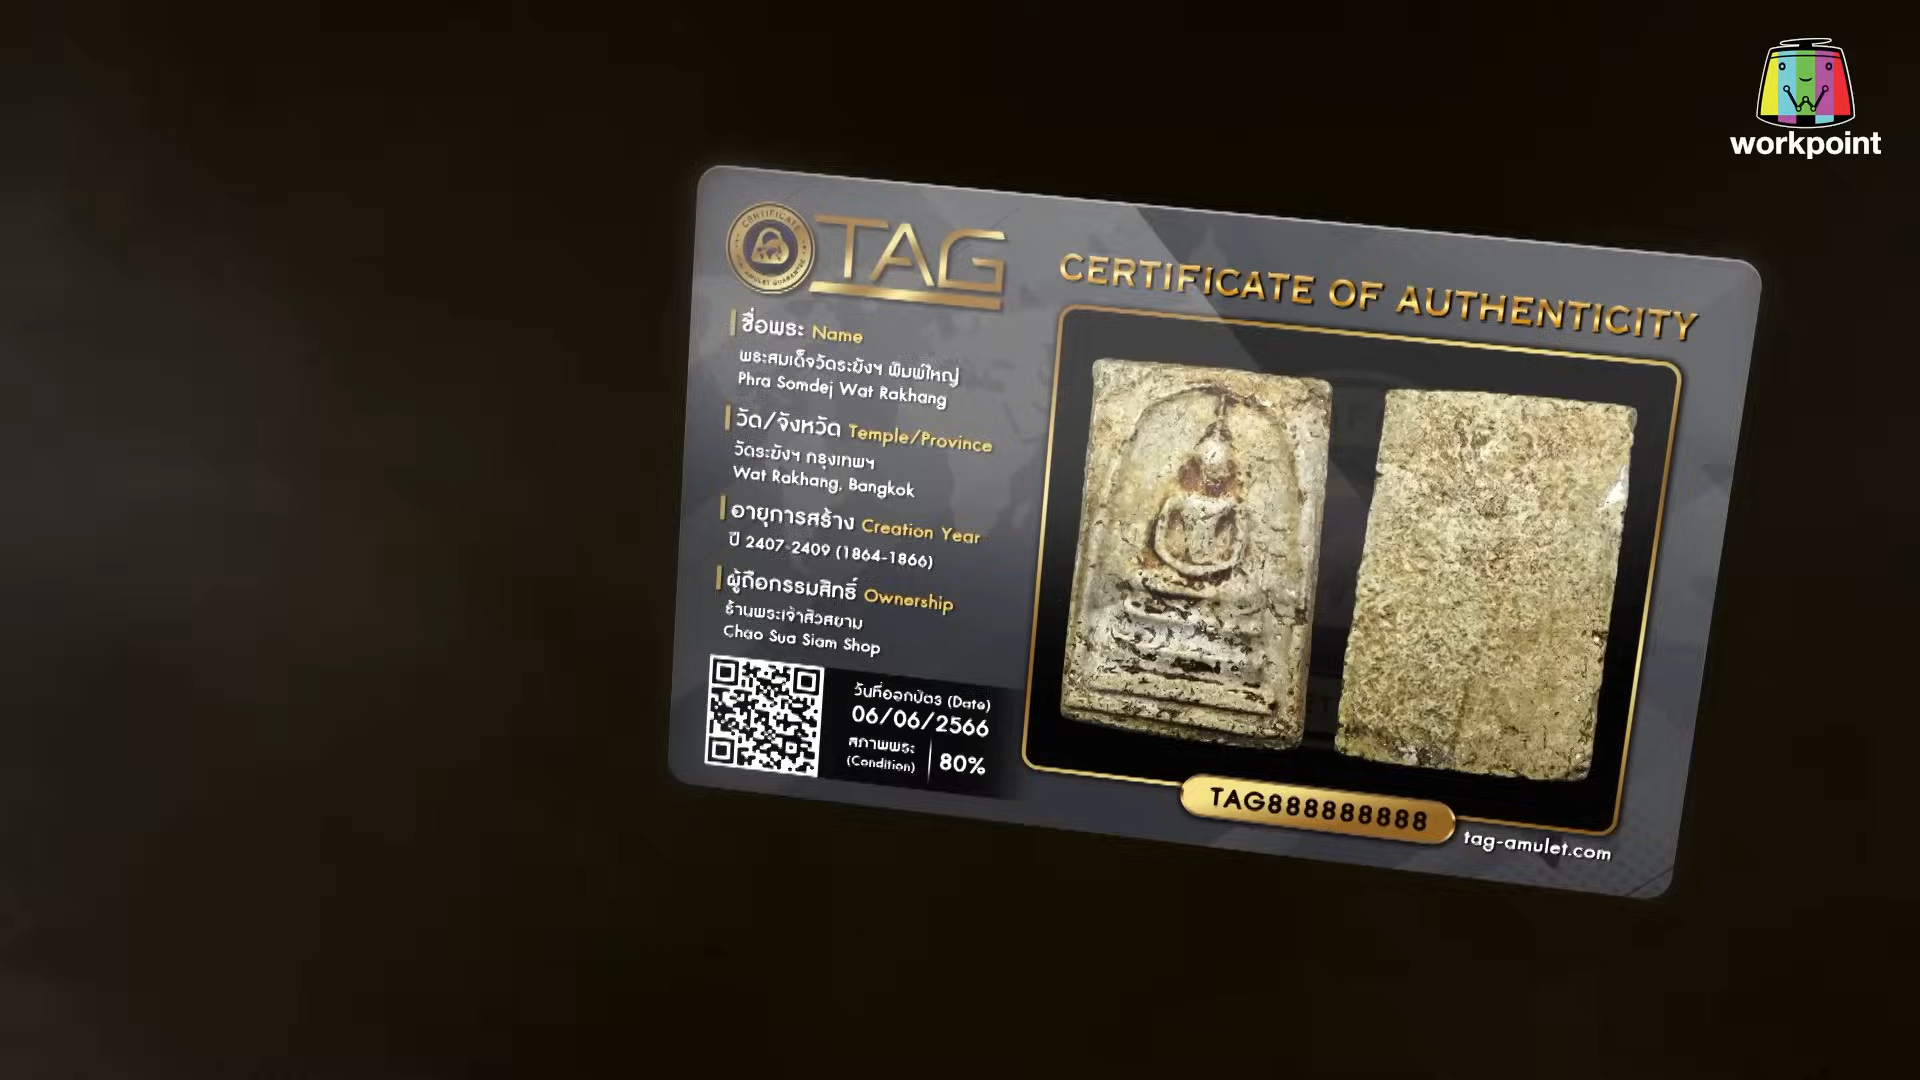 workpoint
CERTIFICATE
TAG
CERTIFICATE OF AUTHENTICITY
ชื่อพระ Name
พระสมเด็จวัดระฆังฯ พิมพ์ใหญ่
Phra Somdej Wat Rakhang
วัด/จังหวัด Temple/Province
วัดระฆังฯ กรุงเทพฯ
Wat Rakhang, Bangkok
อายุการสร้าง Creation Year
ปี 2407-2409 (1864-1866)
ผู้ถือกรรมสิทธิ์ Ownership
ร้านพระเจ้าสัวสยาม
Chao Sua Siam Shop
วันที่ออกบัตร (Date)
06/06/2566
สภาพพระ
(Condition)
80%
TAG888888888
tag-amulet.com